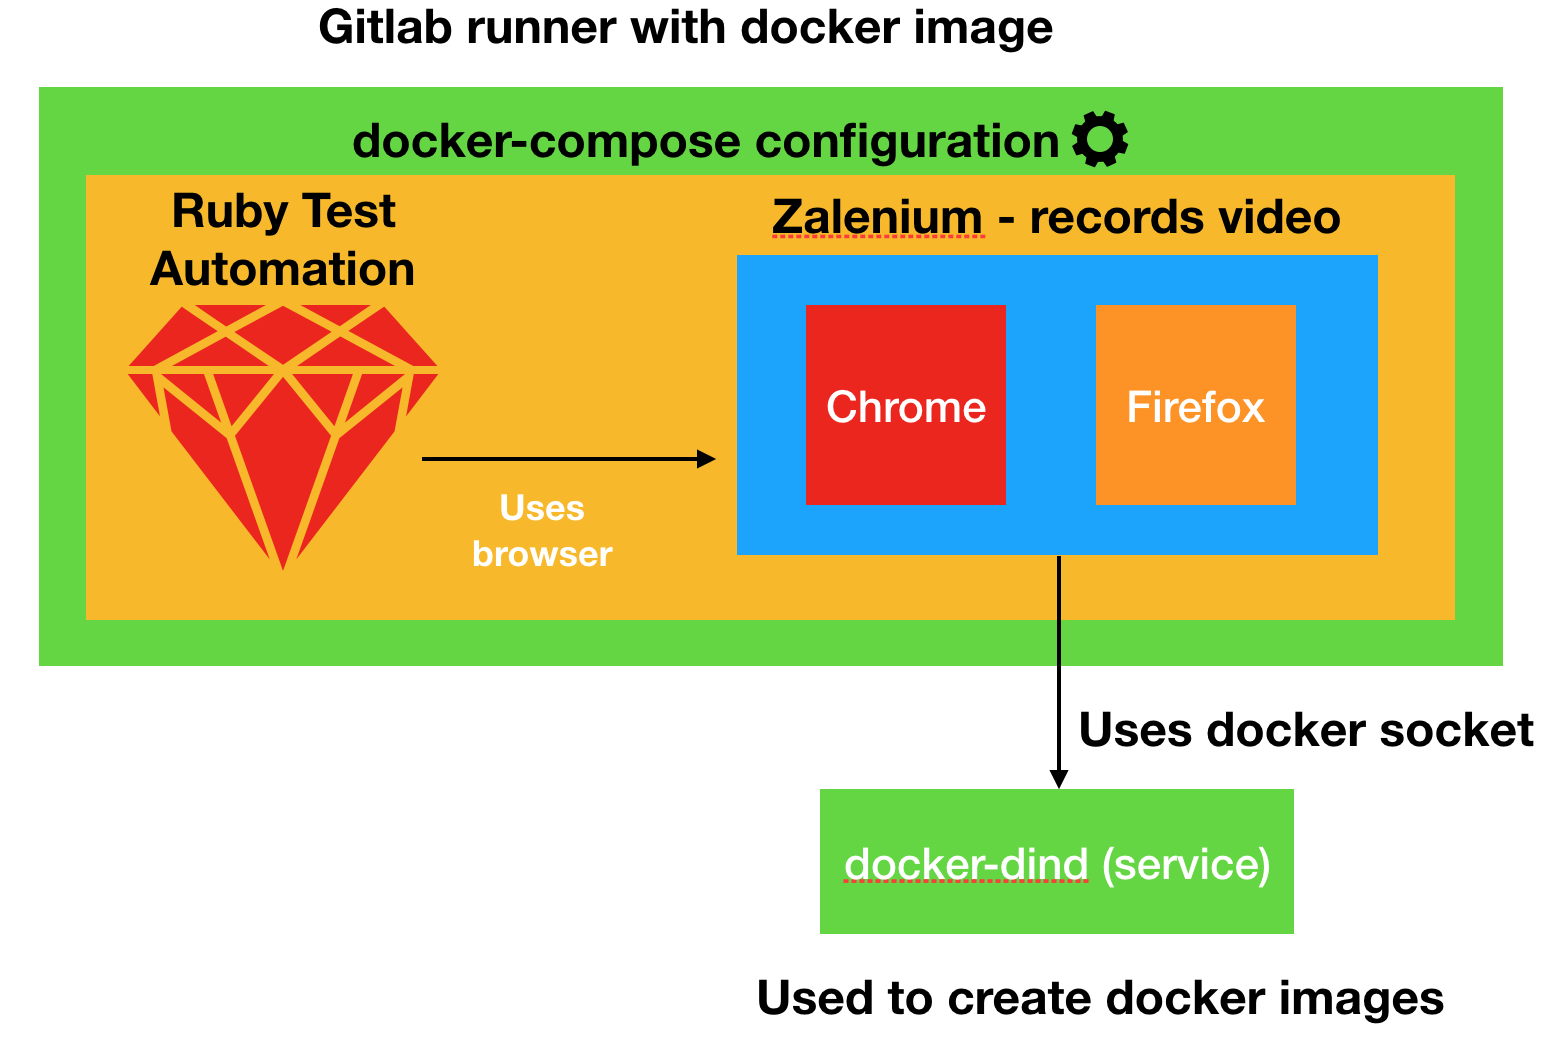 Gitlab runner with docker image
docker-compose configuration
Ruby Test
Automation
Zalenium - records video
Chrome
Firefox
Uses
browser
Uses docker socket
docker-dind (service)
Used to create docker images